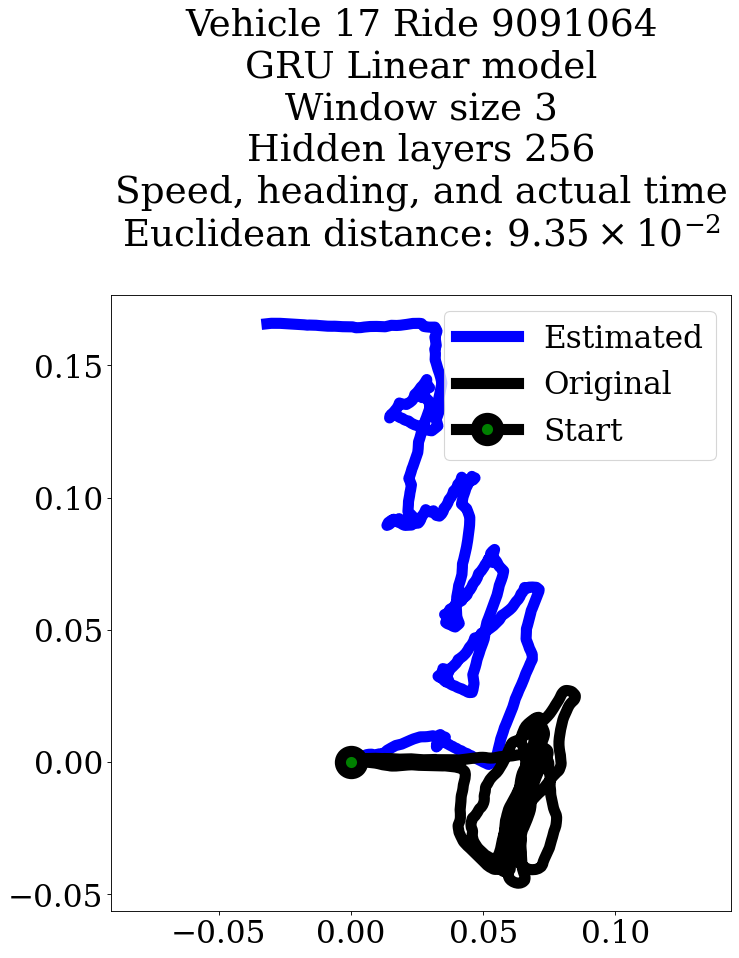 Vehicle 17 Ride 9091064
GRU Linear model
Window size 3
Hidden layers 256
Speed, heading, and actual time
Euclidean distance: 9.35 × 10⁻²
Estimated
Original
Start
0.15
0.10
0.05
0.00
−0.05
−0.05 0.00 0.05 0.10